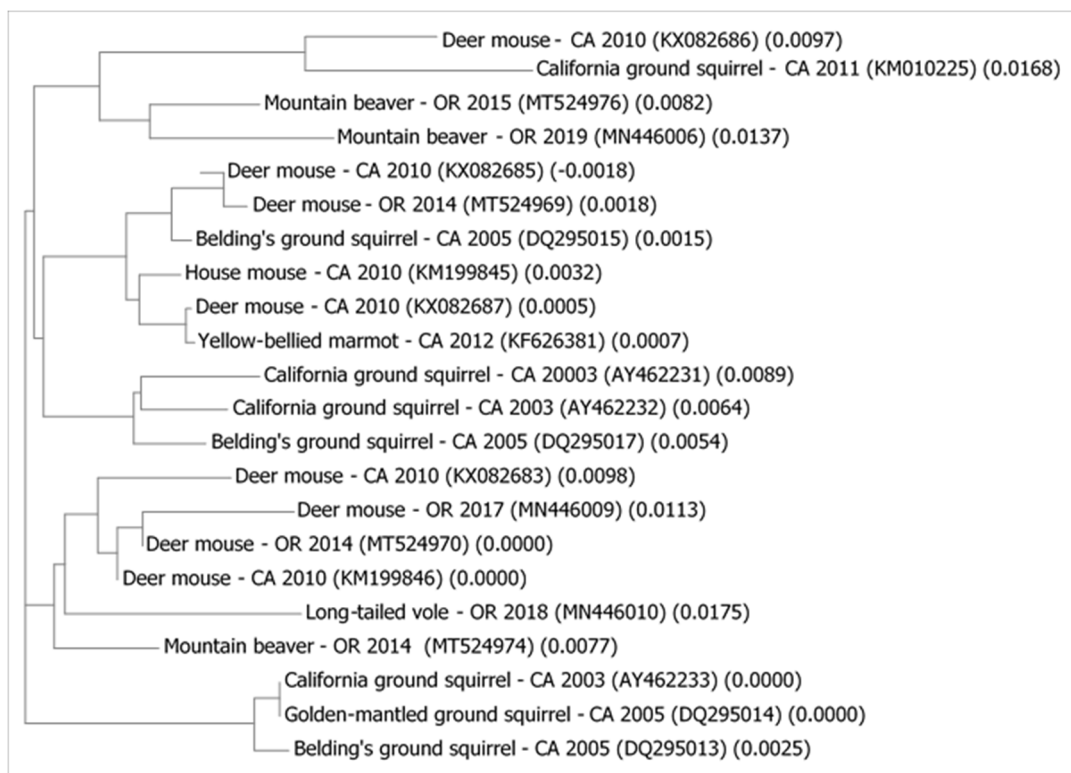 Deer mouse - CA 2010 (KX082686) (0.0097)
California ground squirrel - CA 2011 (KM010225) (0.0168)
Mountain beaver - OR 2015 (MT524976) (0.0082)
Mountain beaver - OR 2019 (MN446006) (0.0137)
Deer mouse - CA 2010 (KX082685) (-0.0018)
Deer mouse - OR 2014 (MT524969) (0.0018)
Belding's ground squirrel - CA 2005 (DQ295015) (0.0015)
House mouse - CA 2010 (KM199845) (0.0032)
Deer mouse - CA 2010 (KX082687) (0.0005)
Yellow-bellied marmot - CA 2012 (KF626381) (0.0007)
California ground squirrel - CA 20003 (AY462231) (0.0089)
California ground squirrel - CA 2003 (AY462232) (0.0064)
Belding's ground squirrel - CA 2005 (DQ295017) (0.0054)
Deer mouse - CA 2010 (KX082683) (0.0098)
Deer mouse - OR 2017 (MN446009) (0.0113)
Deer mouse - OR 2014 (MT524970) (0.0000)
Deer mouse - CA 2010 (KM199846) (0.0000)
Long-tailed vole - OR 2018 (MN446010) (0.0175)
Mountain beaver - OR 2014 (MT524974) (0.0077)
California ground squirrel - CA 2003 (AY462233) (0.0000)
Golden-mantled ground squirrel - CA 2005 (DQ295014) (0.0000)
Belding's ground squirrel - CA 2005 (DQ295013) (0.0025)